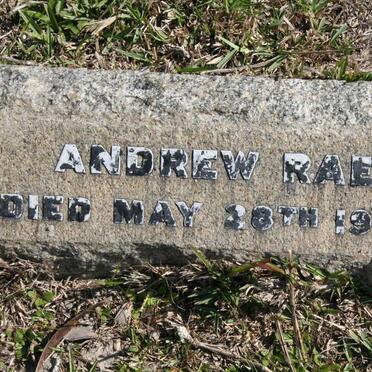 ANDREW RAE
DIED MAY 28TH 19